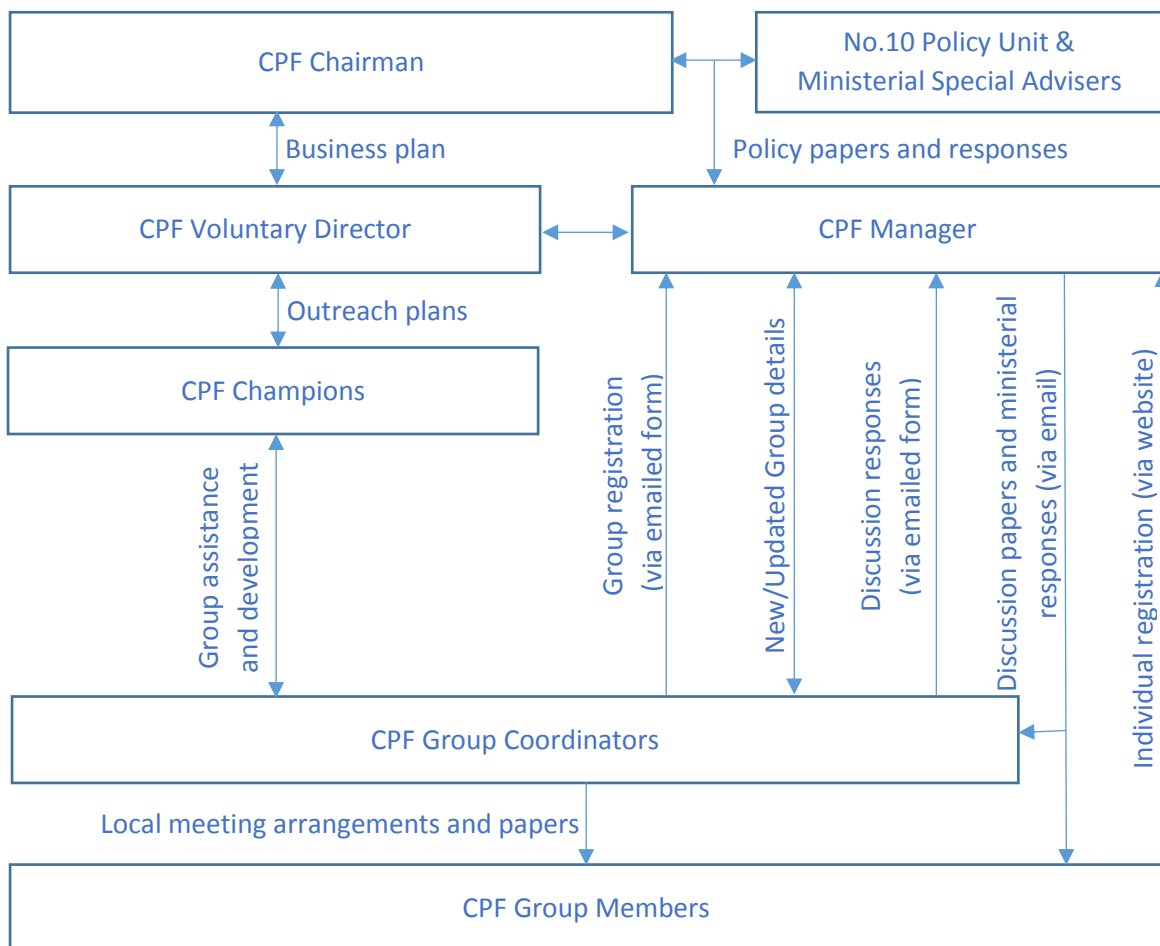 CPF Chairman
No.10 Policy Unit &
Ministerial Special Advisers
Business plan
Policy papers and responses
CPF Voluntary Director
CPF Manager
Outreach plans
CPF Champions
Group assistance
and development
Group registration
(via emailed form)
New/Updated Group details
Discussion responses
(via emailed form)
Discussion papers and ministerial
responses (via email)
Individual registration (via website)
CPF Group Coordinators
Local meeting arrangements and papers
CPF Group Members